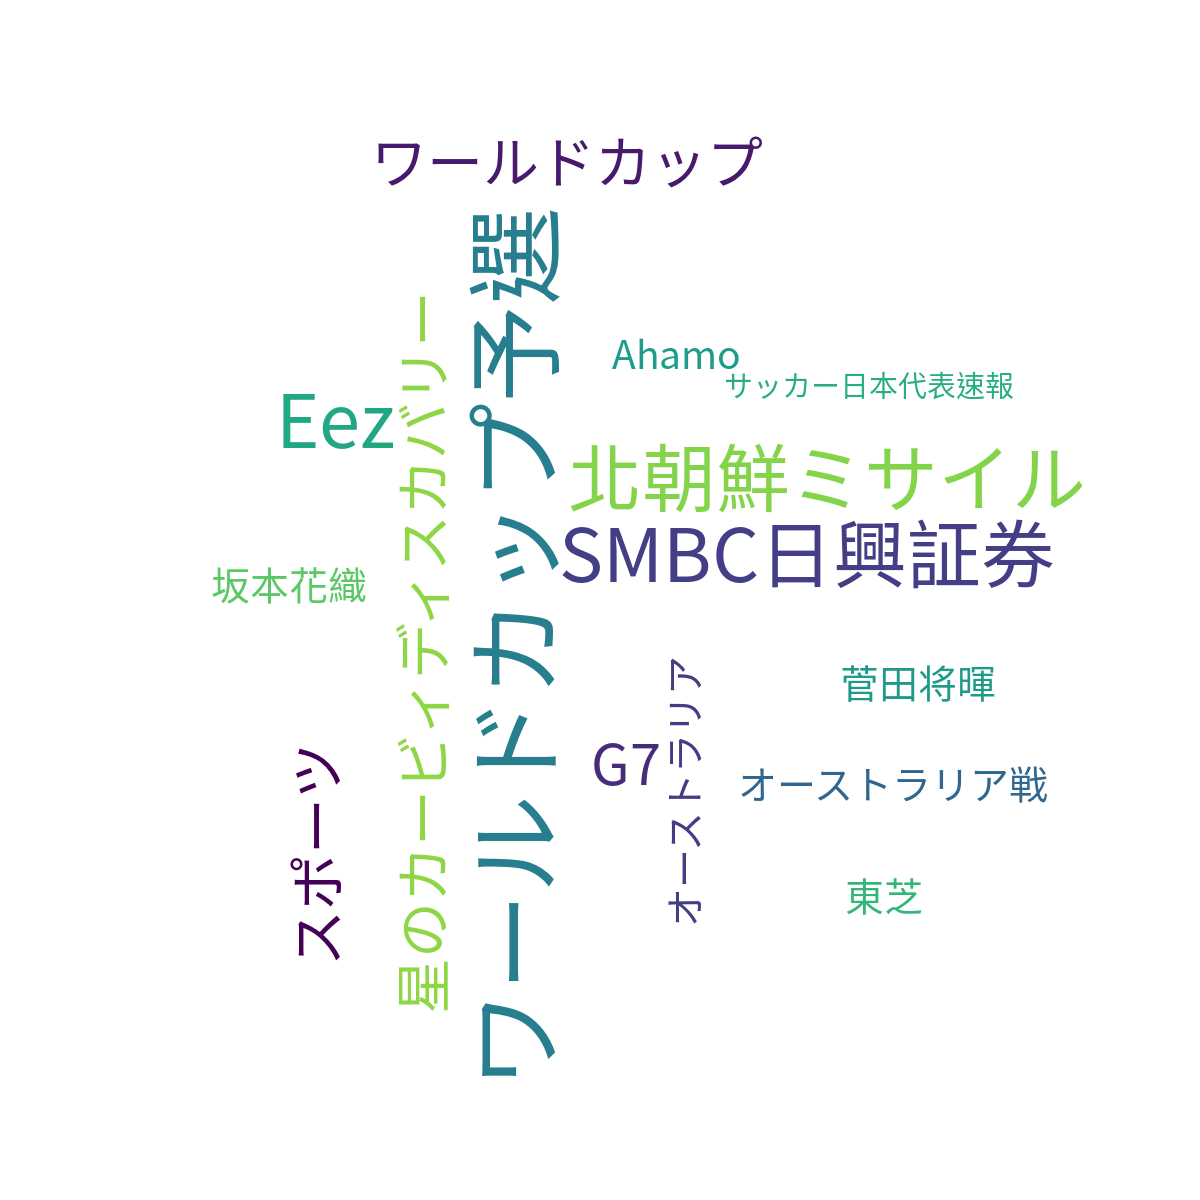 ワールドカップ
ワールドカップ予選
星のカービィディスカバリー
Ahamo
サッカー日本代表速報
Eez
北朝鮮ミサイル
SMBC日興証券
坂本花織
菅田将暉
G7
オーストラリア
オーストラリア戦
スポーツ
東芝